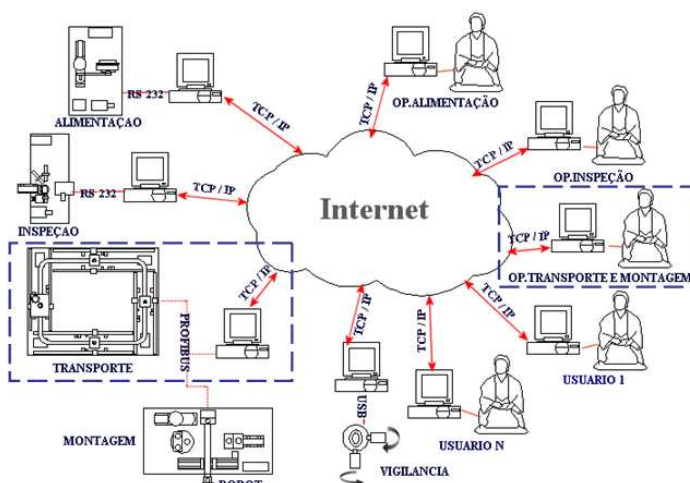 RS 232
TCP / IP
ALIMENTAÇAO
TCP / IP
OP.ALIMENTAÇÃO
TCP / IP
OP.INSPEÇÃO
RS 232
TCP / IP
INSPEÇAO
Internet
TCP / IP
OP.TRANSPORTE E MONTAGEM
TCP / IP
PROFIBUS
TRANSPORTE
TCP / IP
TCP / IP
TCP / IP
USUARIO 1
USB
MONTAGEM
USUARIO N
VIGILANCIA
ROBOT